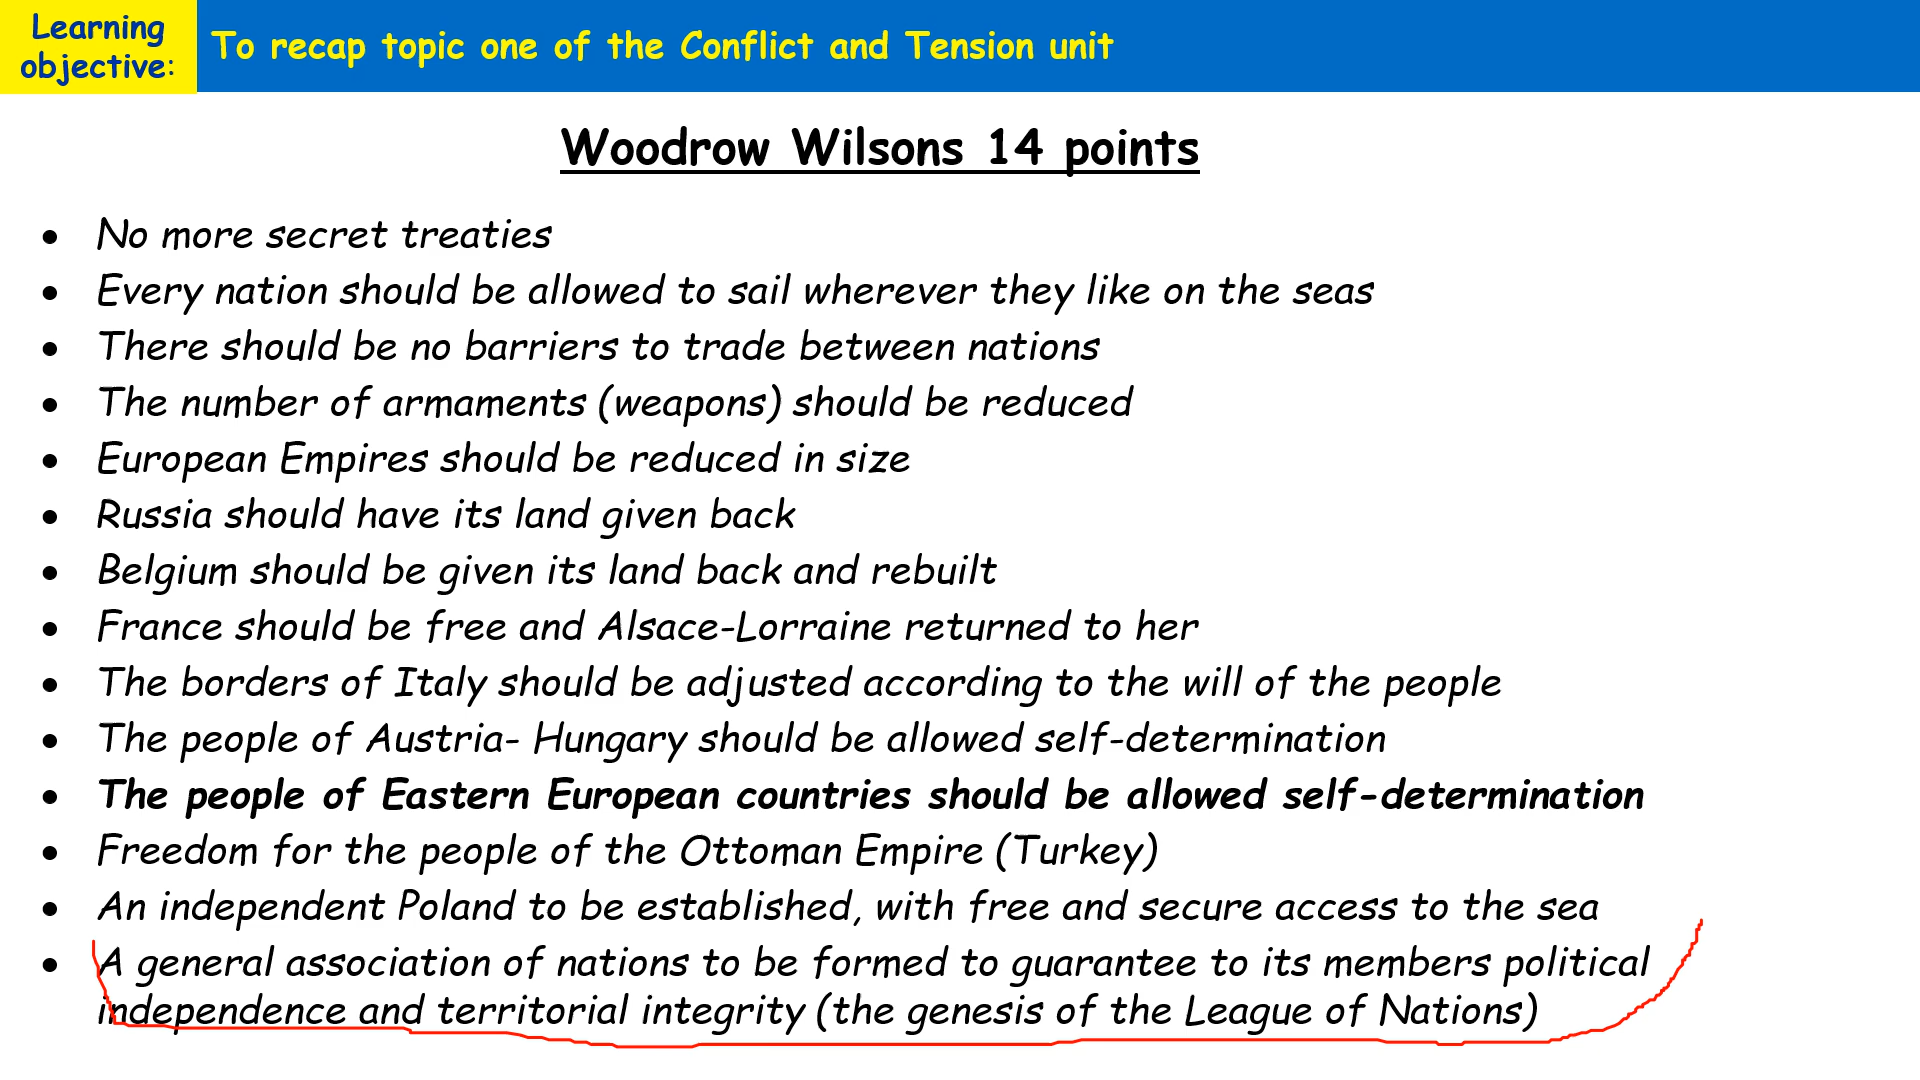 Learning
objective:
To recap topic one of the Conflict and Tension unit
Woodrow Wilsons 14 points
• No more secret treaties
• Every nation should be allowed to sail wherever they like on the seas
• There should be no barriers to trade between nations
• The number of armaments (weapons) should be reduced
• European Empires should be reduced in size
• Russia should have its land given back
• Belgium should be given its land back and rebuilt
• France should be free and Alsace-Lorraine returned to her
• The borders of Italy should be adjusted according to the will of the people
• The people of Austria- Hungary should be allowed self-determination
• The people of Eastern European countries should be allowed self-determination
• Freedom for the people of the Ottoman Empire (Turkey)
• An independent Poland to be established, with free and secure access to the sea
• A general association of nations to be formed to guarantee to its members political
independence and territorial integrity (the genesis of the League of Nations)